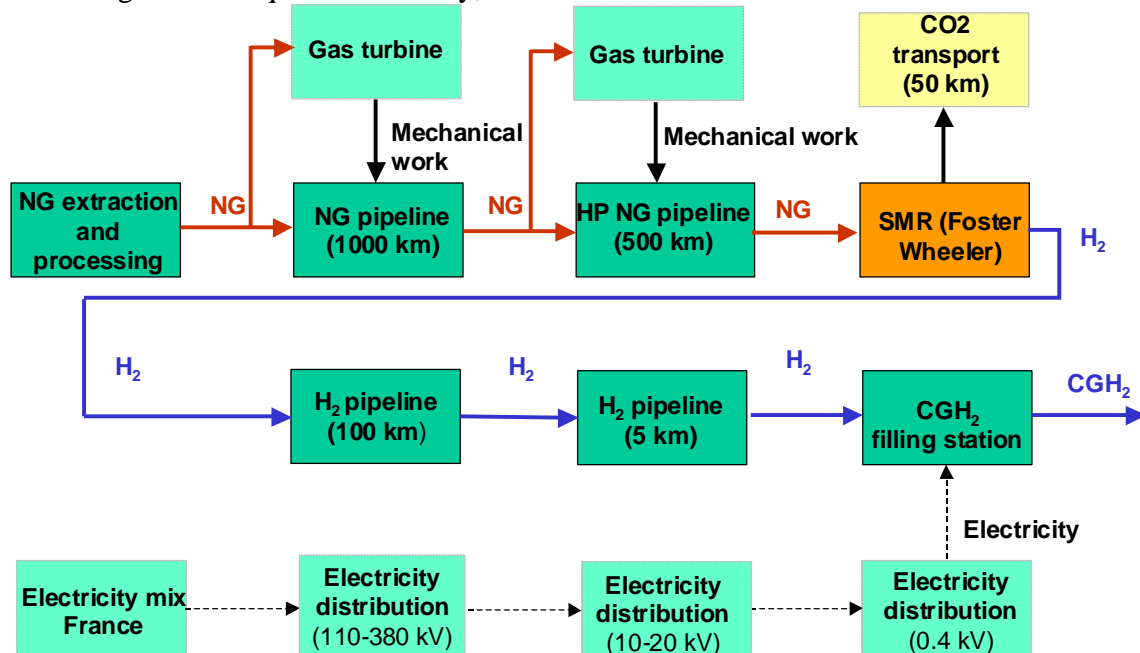 Gas turbine
Gas turbine
CO2
transport
(50 km)
Mechanical
work
Mechanical work
NG extraction
and
processing
NG
NG pipeline
(1000 km)
NG
HP NG pipeline
(500 km)
NG
SMR (Foster
Wheeler)
H2
H2
H2 pipeline
(100 km)
H2
H2 pipeline
(5 km)
H2
CGH2
filling station
CGH2
Electricity
Electricity mix
France
Electricity
distribution
(110-380 kV)
Electricity
distribution
(10-20 kV)
Electricity
distribution
(0.4 kV)